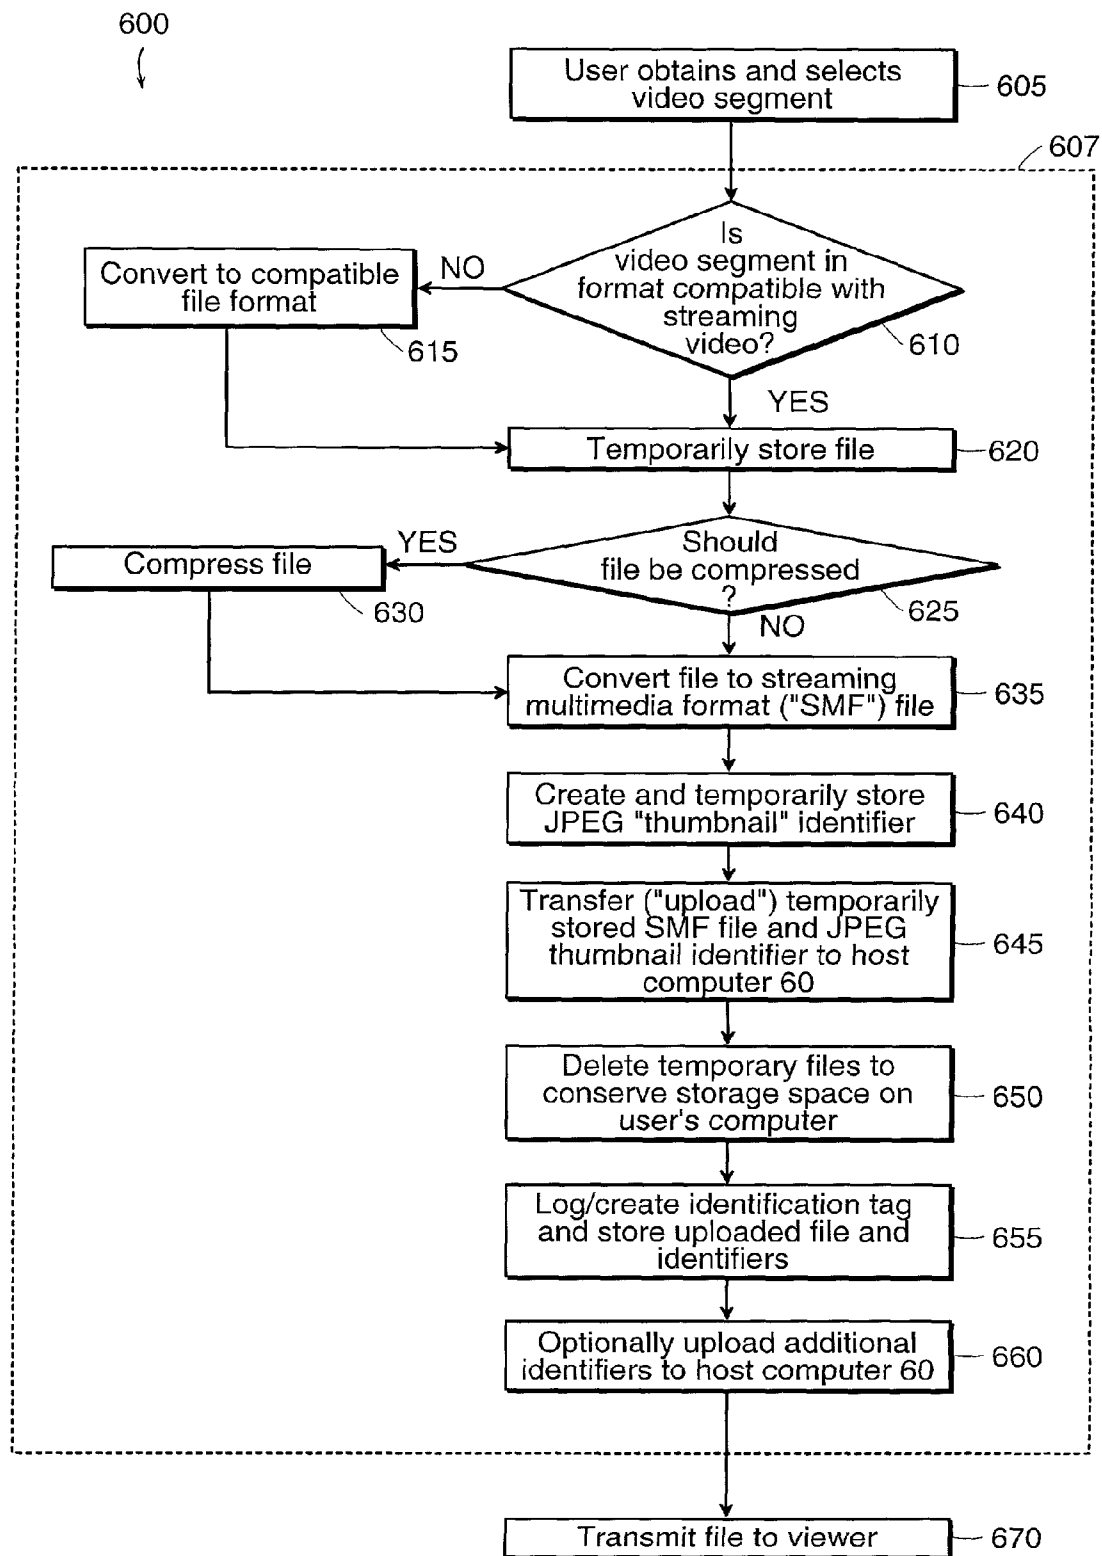 600
User obtains and selects
video segment
605
607
Is
video segment in
format compatible with
streaming
video?
610
NO
Convert to compatible
file format
615
YES
Temporarily store file
620
Should
file be compressed
?
625
YES
Compress file
630
NO
Convert file to streaming
multimedia format ("SMF") file
635
Create and temporarily store
JPEG "thumbnail" identifier
640
Transfer ("upload") temporarily
stored SMF file and JPEG
thumbnail identifier to host
computer 60
645
Delete temporary files to
conserve storage space on
user's computer
650
Log/create identification tag
and store uploaded file and
identifiers
655
Optionally upload additional
identifiers to host computer 60
660
Transmit file to viewer
670